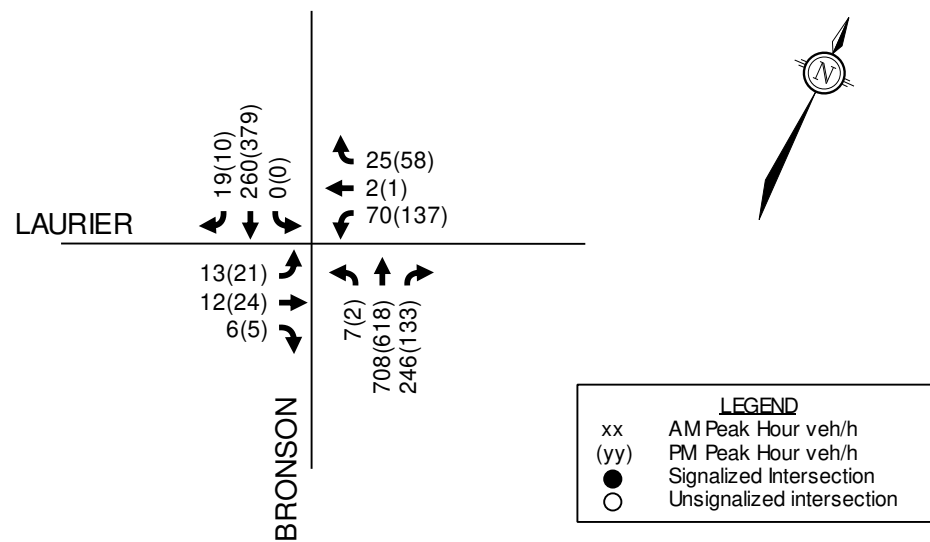 19(10)
260(379)
0(0)
25(58)
2(1)
70(137)
LAURIER
13(21)
12(24)
6(5)
7(2)
708(618)
246(133)
BRONSON
N
LEGEND
xx AM Peak Hour veh/h
(yy) PM Peak Hour veh/h
Signalized Intersection
Unsignalized intersection